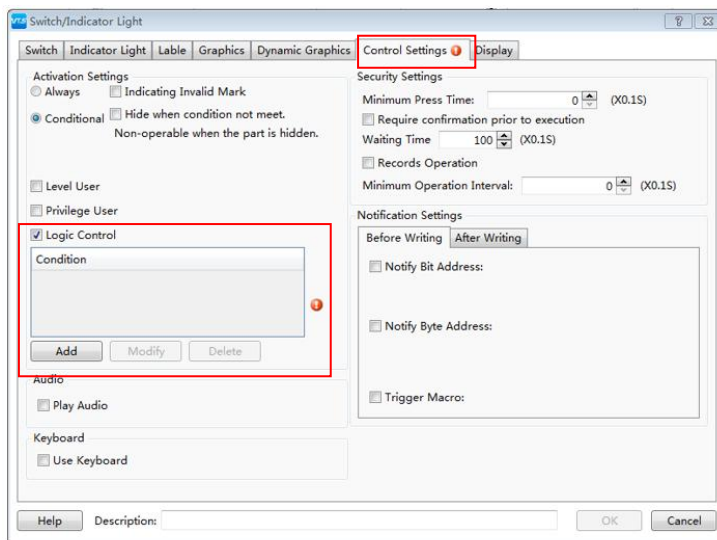 Switch/Indicator Light
Switch Indicator Light Lable Graphics Dynamic Graphics Control Settings Display
Activation Settings
Always Indicating Invalid Mark
Conditional Hide when condition not meet.
Non-operable when the part is hidden.
Level User
Privilege User
Logic Control
Condition
Add Modify Delete
Audio
Play Audio
Keyboard
Use Keyboard
Security Settings
Minimum Press Time: 0 (X0.1S)
Require confirmation prior to execution
Waiting Time 100 (X0.1S)
Records Operation
Minimum Operation Interval: 0 (X0.1S)
Notification Settings
Before Writing After Writing
Notify Bit Address:
Notify Byte Address:
Trigger Macro:
Help Description: OK Cancel